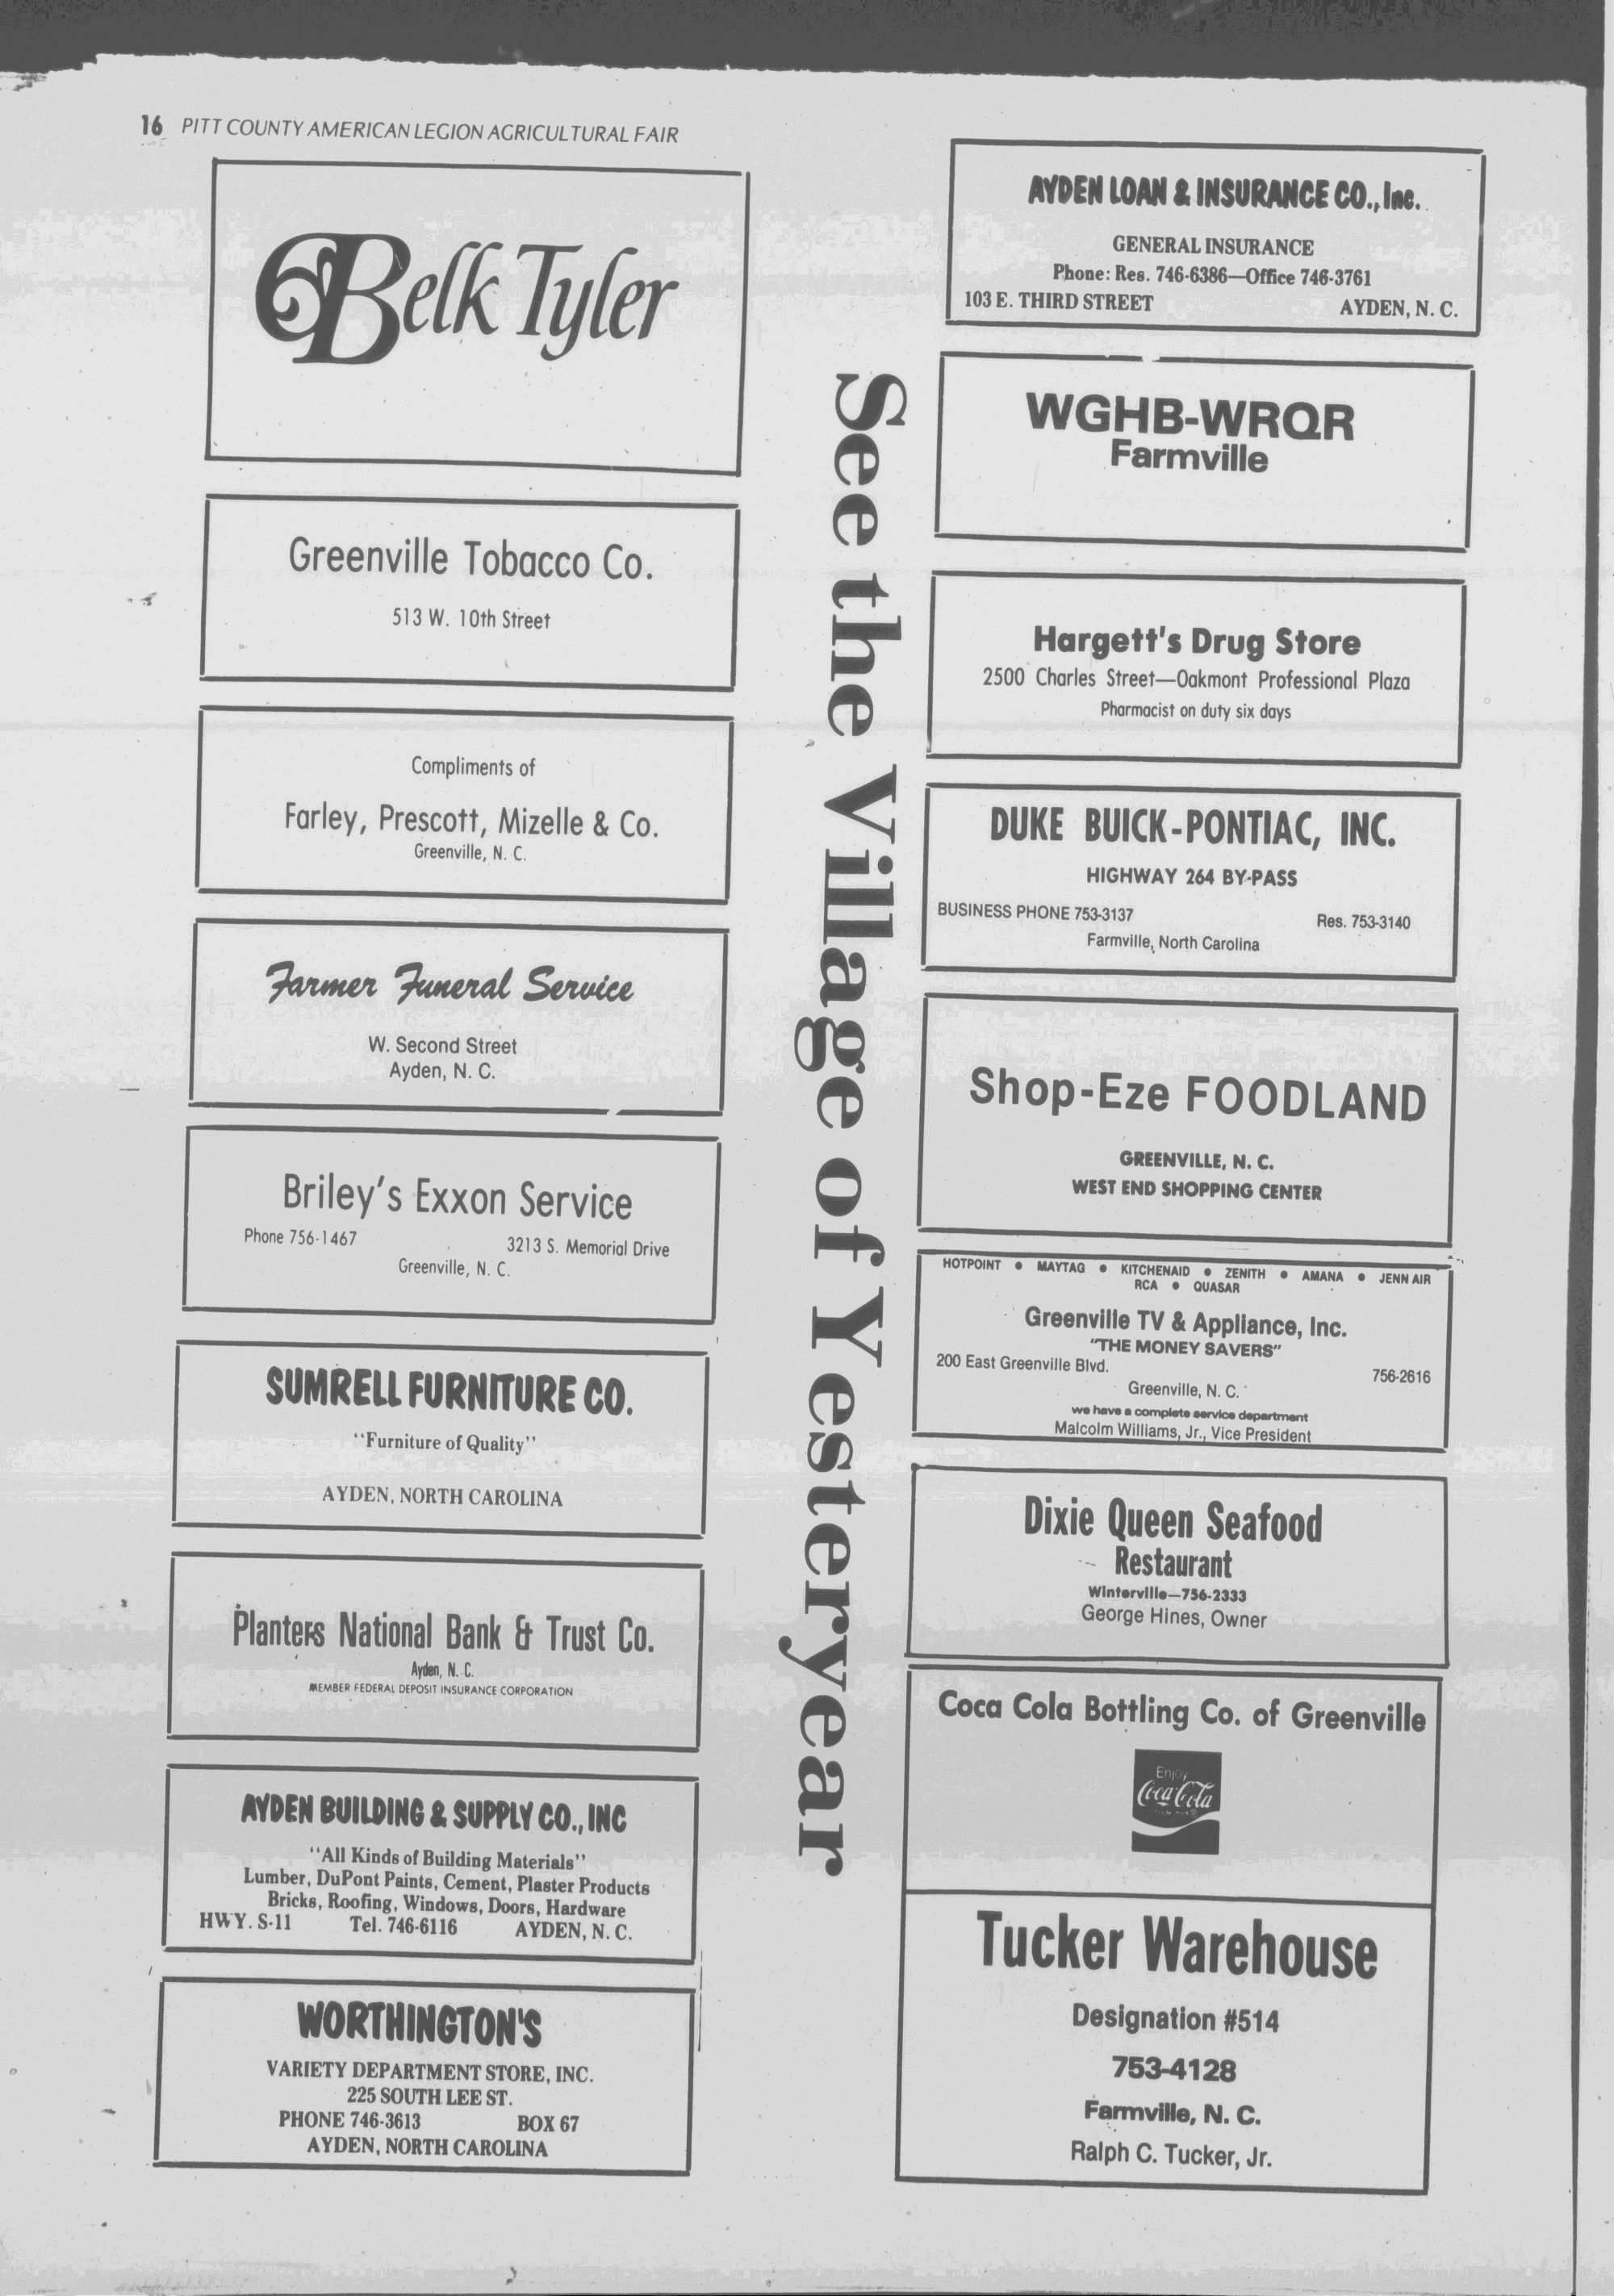 16 PITT COUNTY AMERICAN LEGION AGRICULTURAL FAIR
Belk Tyler
Greenville Tobacco Co.
513 W. 10th Street
Compliments of
Farley, Prescott, Mizelle & Co.
Greenville, N. C.
Farmer Funeral Service
W. Second Street
Ayden, N. C.
Briley's Exxon Service
Phone 756-1467 3213 S. Memorial Drive
Greenville, N. C.
SUMRELL FURNITURE CO.
"Furniture of Quality"
AYDEN, NORTH CAROLINA
Planters National Bank & Trust Co.
Ayden, N. C.
MEMBER FEDERAL DEPOSIT INSURANCE CORPORATION
AYDEN BUILDING & SUPPLY CO., INC
"All Kinds of Building Materials"
Lumber, DuPont Paints, Cement, Plaster Products
Bricks, Roofing, Windows, Doors, Hardware
HWY. S-11 Tel. 746-6116 AYDEN, N. C.
WORTHINGTON'S
VARIETY DEPARTMENT STORE, INC.
225 SOUTH LEE ST.
PHONE 746-3613 BOX 67
AYDEN, NORTH CAROLINA
See the Village of Yesteryear
AYDEN LOAN & INSURANCE CO., Inc.
GENERAL INSURANCE
Phone: Res. 746-6386—Office 746-3761
103 E. THIRD STREET AYDEN, N. C.
WGHB-WRQR
Farmville
Hargett's Drug Store
2500 Charles Street—Oakmont Professional Plaza
Pharmacist on duty six days
DUKE BUICK-PONTIAC, INC.
HIGHWAY 264 BY-PASS
BUSINESS PHONE 753-3137 Res. 753-3140
Farmville, North Carolina
Shop-Eze FOODLAND
GREENVILLE, N. C.
WEST END SHOPPING CENTER
HOTPOINT • MAYTAG • KITCHENAID • ZENITH • AMANA • JENN AIR
RCA • QUASAR
Greenville TV & Appliance, Inc.
"THE MONEY SAVERS"
200 East Greenville Blvd. 756-2616
Greenville, N. C.
we have a complete service department
Malcolm Williams, Jr., Vice President
Dixie Queen Seafood
Restaurant
Winterville—756-2333
George Hines, Owner
Coca Cola Bottling Co. of Greenville
Enjoy
Coca-Cola
Tucker Warehouse
Designation #514
753-4128
Farmville, N. C.
Ralph C. Tucker, Jr.